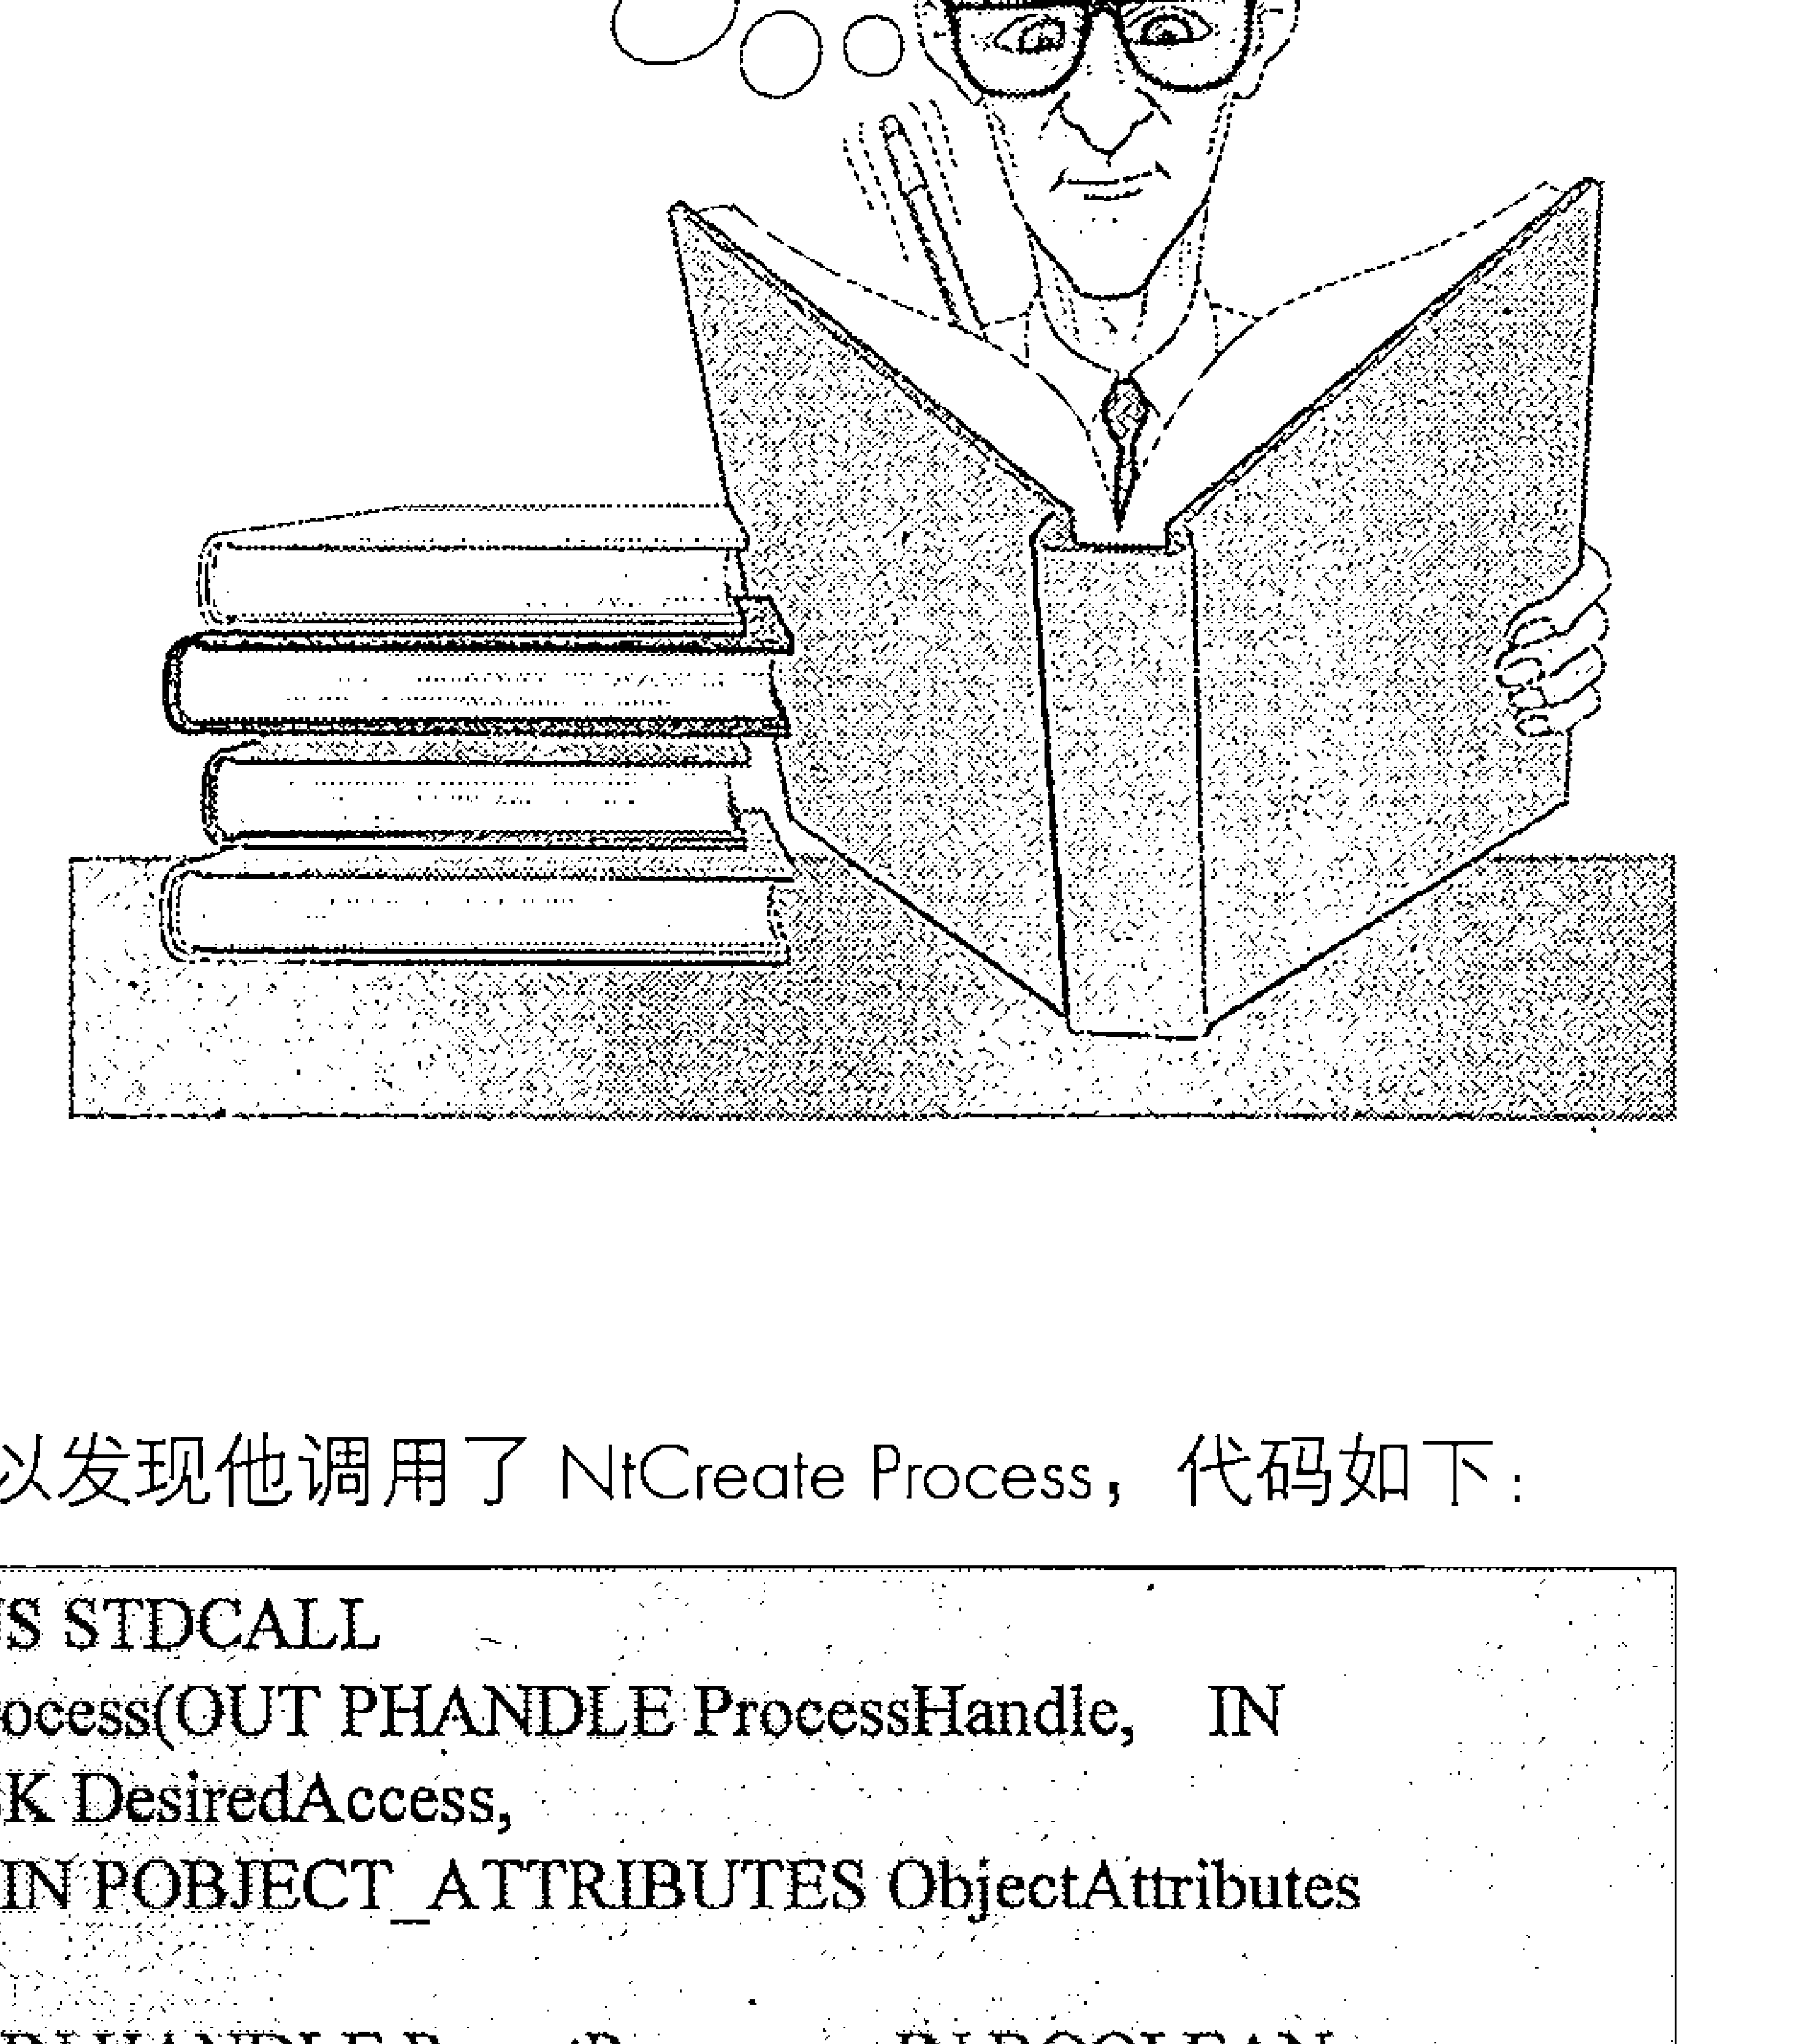 以发现他调用了 NtCreate Process，代码如下：
S STDCALL
ocess(OUT PHANDLE ProcessHandle, IN
K DesiredAccess,
IN POBJECT_ATTRIBUTES ObjectAttributes